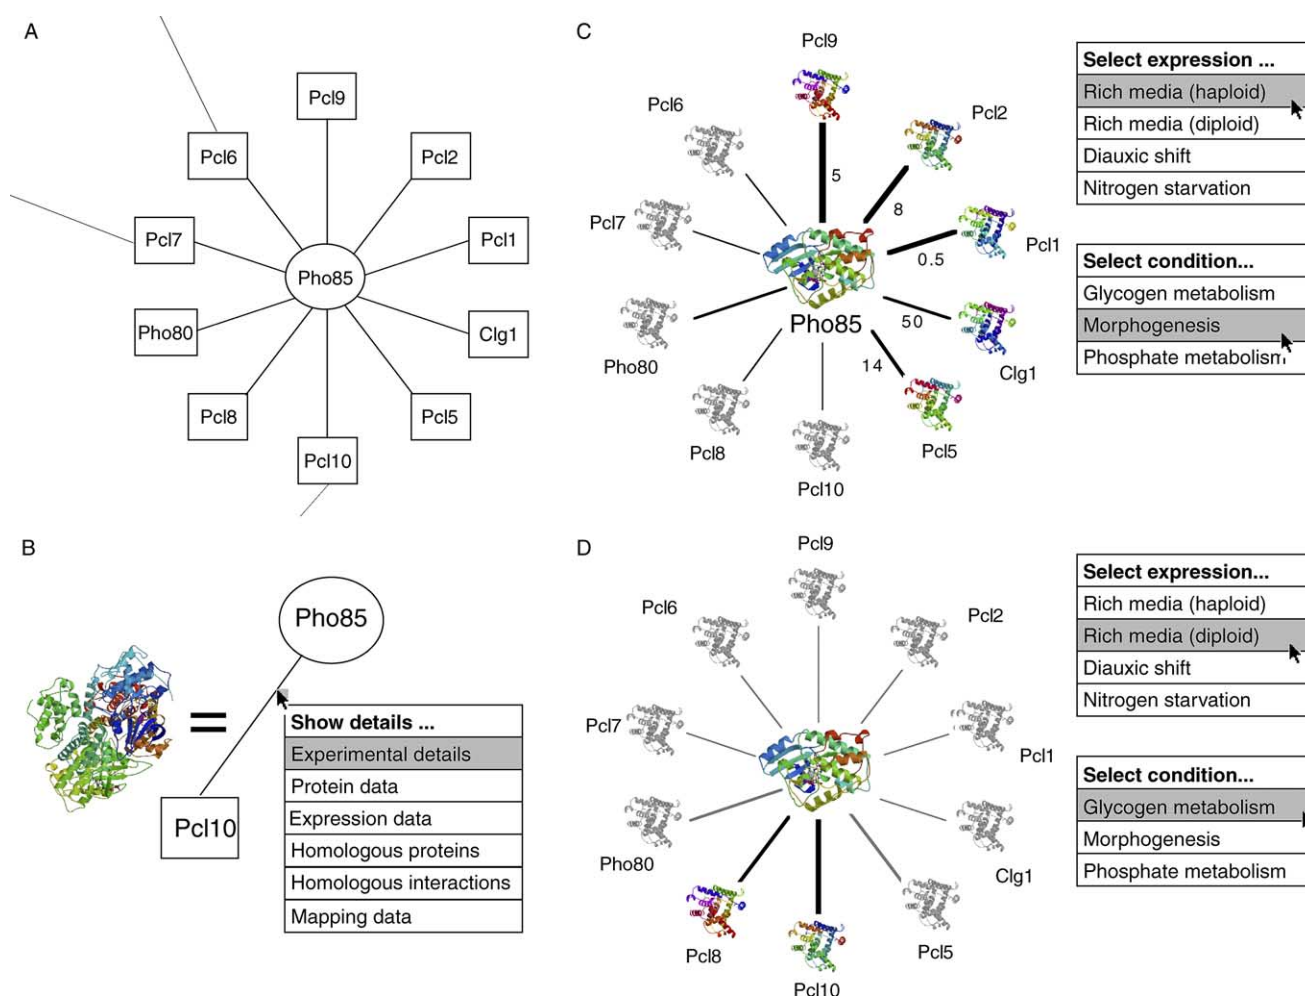 A
Pcl9
Pcl6
Pcl2
Pcl7
Pcl1
Pho85
Pho80
Clg1
Pcl8
Pcl5
Pcl10
B
Pho85
=
Pcl10
Show details ...
Experimental details
Protein data
Expression data
Homologous proteins
Homologous interactions
Mapping data
C
Pcl9
Pcl6
Pcl2
5
8
Pcl7
Pcl1
0.5
50
Pho85
Pho80
14
Clg1
Pcl8
Pcl5
Pcl10
Select expression ...
Rich media (haploid)
Rich media (diploid)
Diauxic shift
Nitrogen starvation
Select condition...
Glycogen metabolism
Morphogenesis
Phosphate metabolism
D
Pcl9
Pcl6
Pcl2
Pcl7
Pcl1
Pho80
Clg1
Pcl8
Pcl5
Pcl10
Select expression...
Rich media (haploid)
Rich media (diploid)
Diauxic shift
Nitrogen starvation
Select condition...
Glycogen metabolism
Morphogenesis
Phosphate metabolism